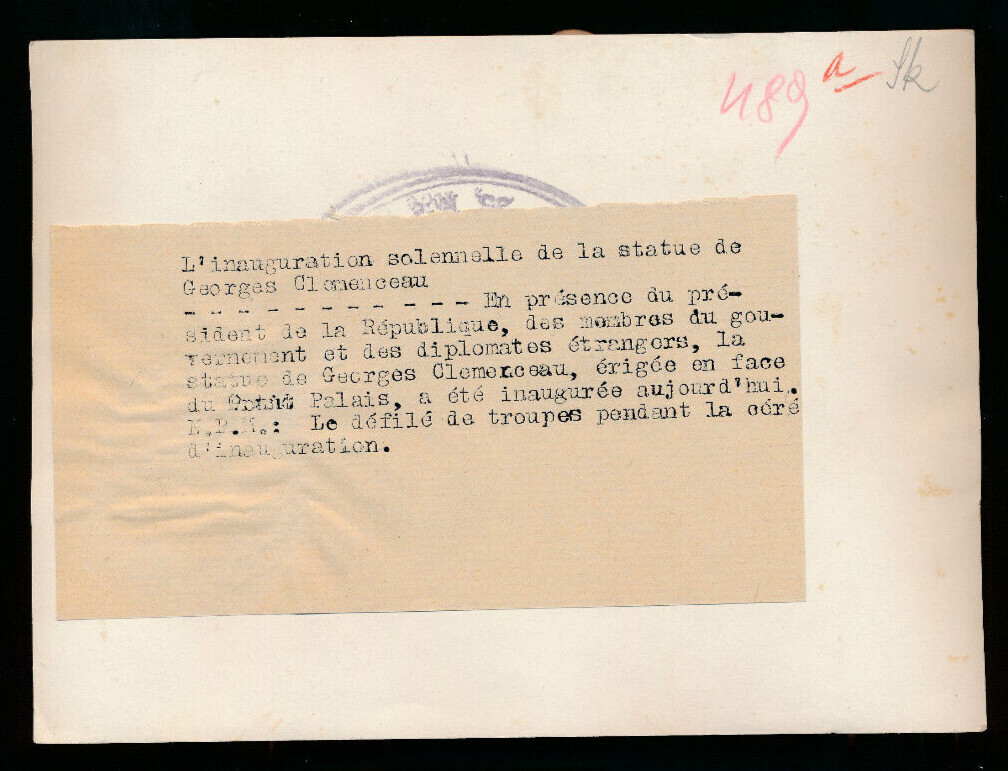 489 a Sk
L'inauguration solennelle de la statue de
Georges Clemenceau
- - - - - - - - - - - En présence du pré-
sident de la République, des membres du gou-
vernement et des diplomates étrangers, la
statue de Georges Clemenceau, érigée en face
du Palais, a été inaugurée aujourd'hui.
N.P.M.: Le défilé de troupes pendant la céré
d'inauguration.